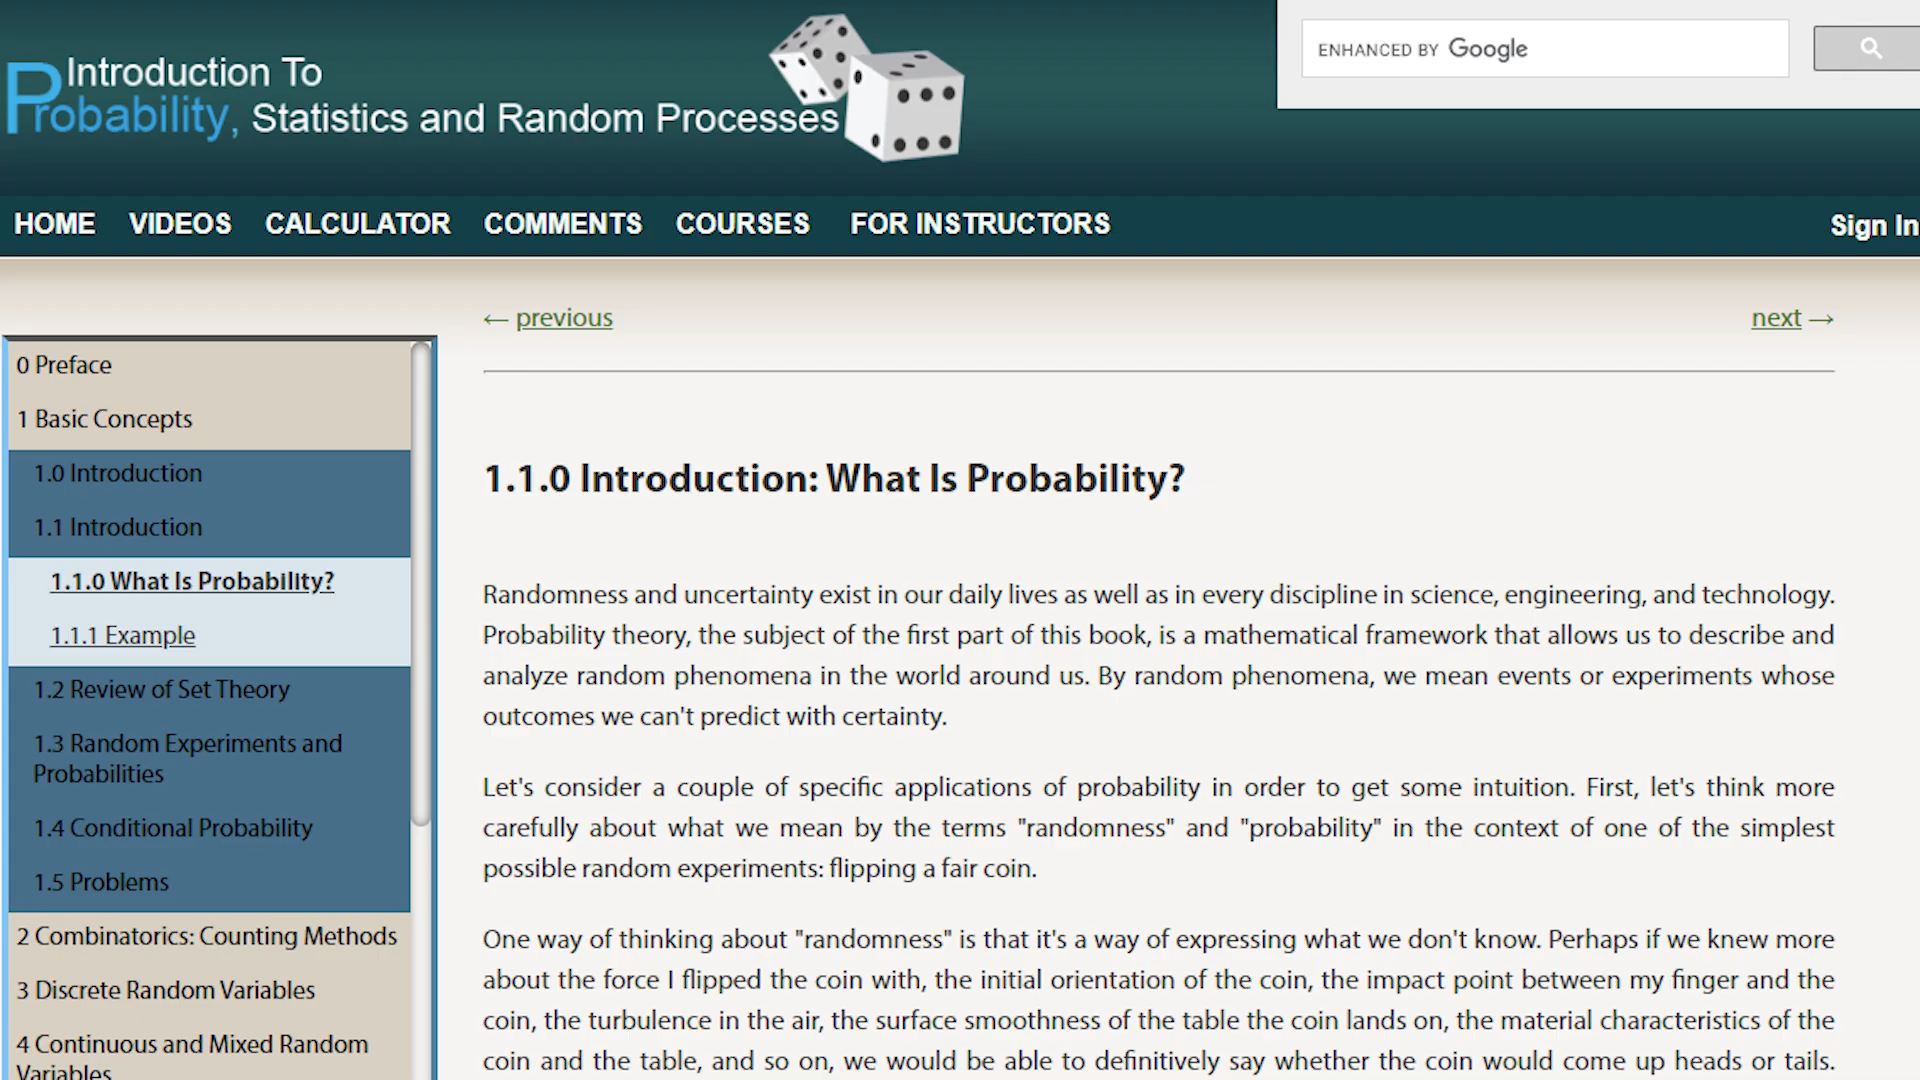 Introduction To
Probability, Statistics and Random Processes
ENHANCED BY Google
HOME VIDEOS CALCULATOR COMMENTS COURSES FOR INSTRUCTORS Sign In
← previous next →
0 Preface
1 Basic Concepts
1.0 Introduction
1.1 Introduction
1.1.0 What Is Probability?
1.1.1 Example
1.2 Review of Set Theory
1.3 Random Experiments and
Probabilities
1.4 Conditional Probability
1.5 Problems
2 Combinatorics: Counting Methods
3 Discrete Random Variables
4 Continuous and Mixed Random
Variables
1.1.0 Introduction: What Is Probability?
Randomness and uncertainty exist in our daily lives as well as in every discipline in science, engineering, and technology.
Probability theory, the subject of the first part of this book, is a mathematical framework that allows us to describe and
analyze random phenomena in the world around us. By random phenomena, we mean events or experiments whose
outcomes we can't predict with certainty.
Let's consider a couple of specific applications of probability in order to get some intuition. First, let's think more
carefully about what we mean by the terms "randomness" and "probability" in the context of one of the simplest
possible random experiments: flipping a fair coin.
One way of thinking about "randomness" is that it's a way of expressing what we don't know. Perhaps if we knew more
about the force I flipped the coin with, the initial orientation of the coin, the impact point between my finger and the
coin, the turbulence in the air, the surface smoothness of the table the coin lands on, the material characteristics of the
coin and the table, and so on, we would be able to definitively say whether the coin would come up heads or tails.